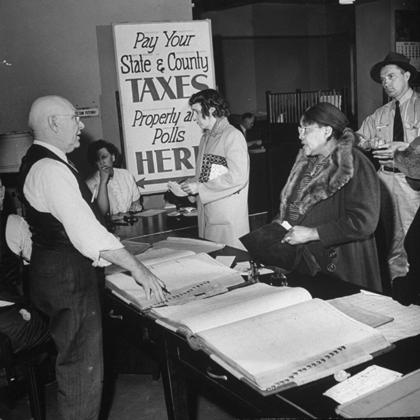 Pay Your
State & County
TAXES
Property and
Polls
HERE